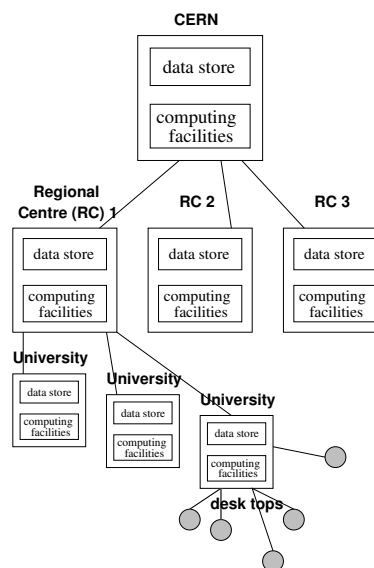 CERN
data store
computing
facilities
Regional
Centre (RC) 1
RC 2
RC 3
data store
computing
facilities
data store
computing
facilities
data store
computing
facilities
University
data store
computing
facilities
University
data store
computing
facilities
University
data store
computing
facilities
desk tops